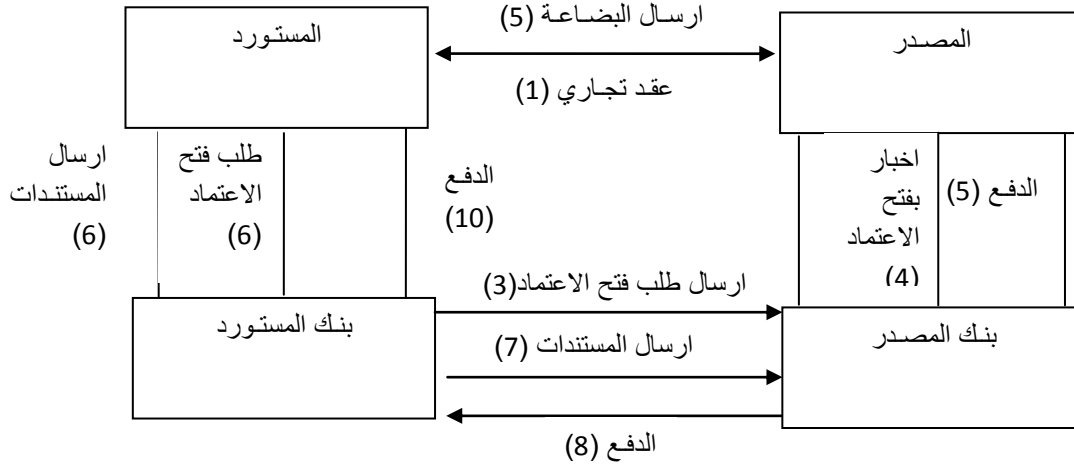 المصدر
ارسال البضاعة (5)
المستورد
عقد تجاري (1)
اخبار
بفتح
الاعتماد
(4)
الدفع (5)
الدفع
(10)
طلب فتح
الاعتماد
(6)
ارسال
المستندات
(6)
ارسال طلب فتح الاعتماد(3)
بنك المصدر
بنك المستورد
ارسال المستندات (7)
الدفع (8)